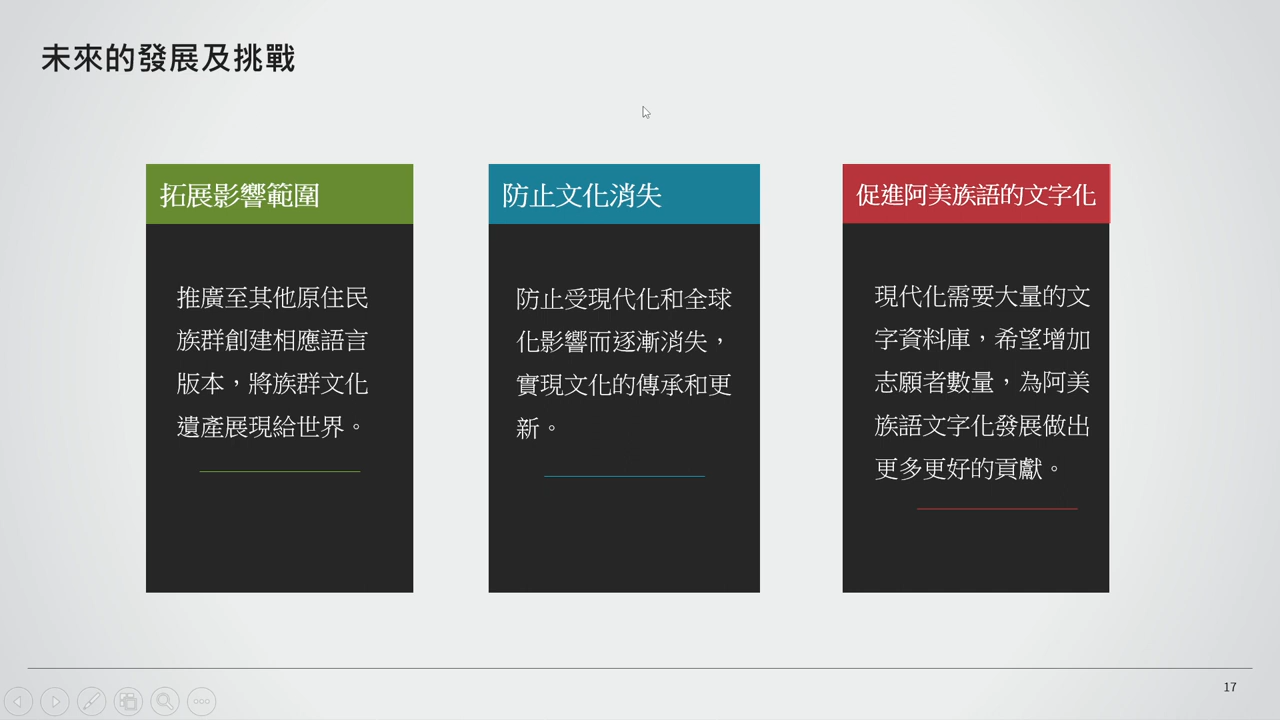 未來的發展及挑戰
拓展影響範圍
推廣至其他原住民
族群創建相應語言
版本，將族群文化
遺產展現給世界。
防止文化消失
防止受現代化和全球
化影響而逐漸消失，
實現文化的傳承和更
新。
促進阿美族語的文字化
現代化需要大量的文
字資料庫，希望增加
志願者數量，為阿美
族語文字化發展做出
更多更好的貢獻。
17